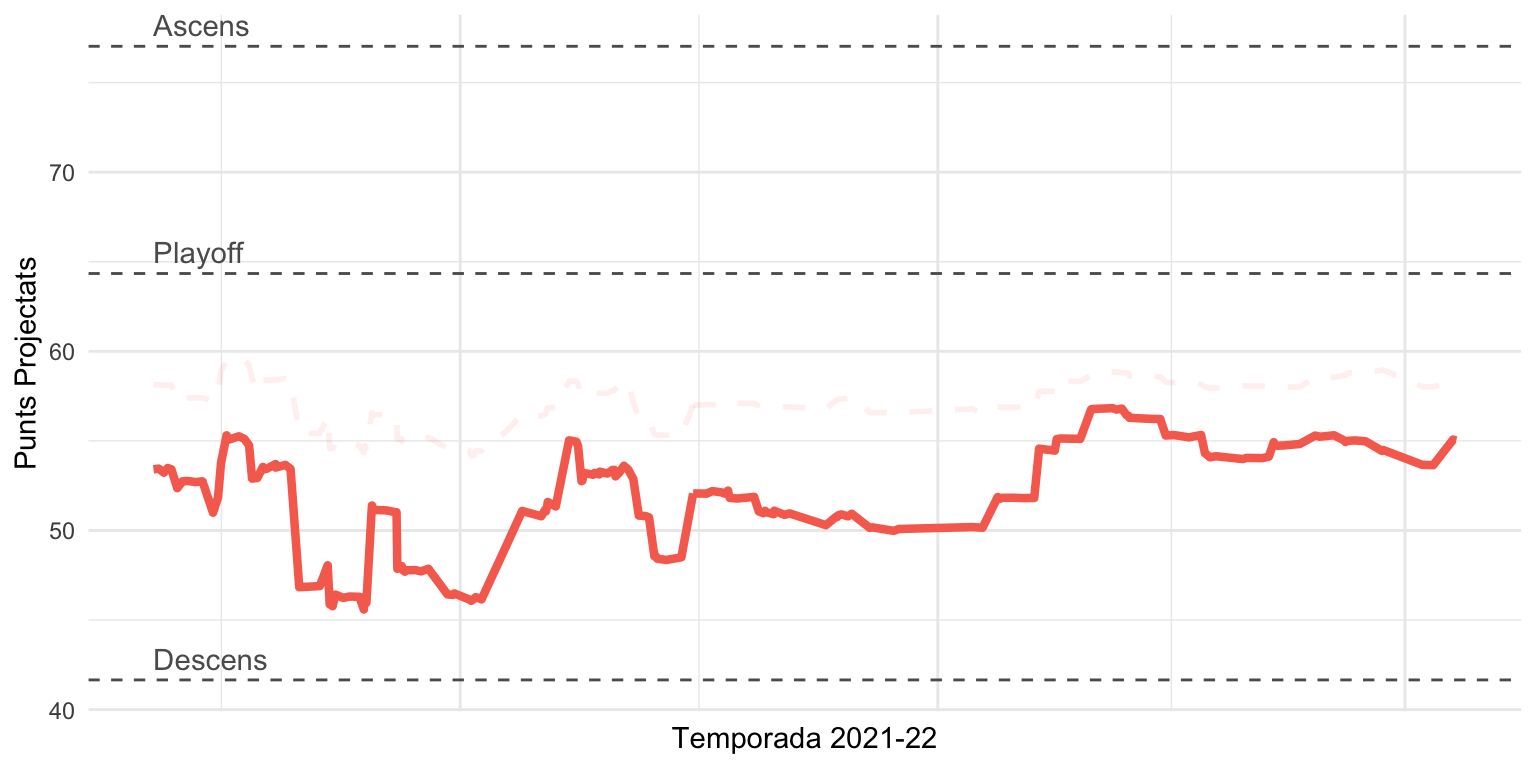 Ascens
70
Playoff
Punts Projectats
60
50
Descens
40
Temporada 2021-22